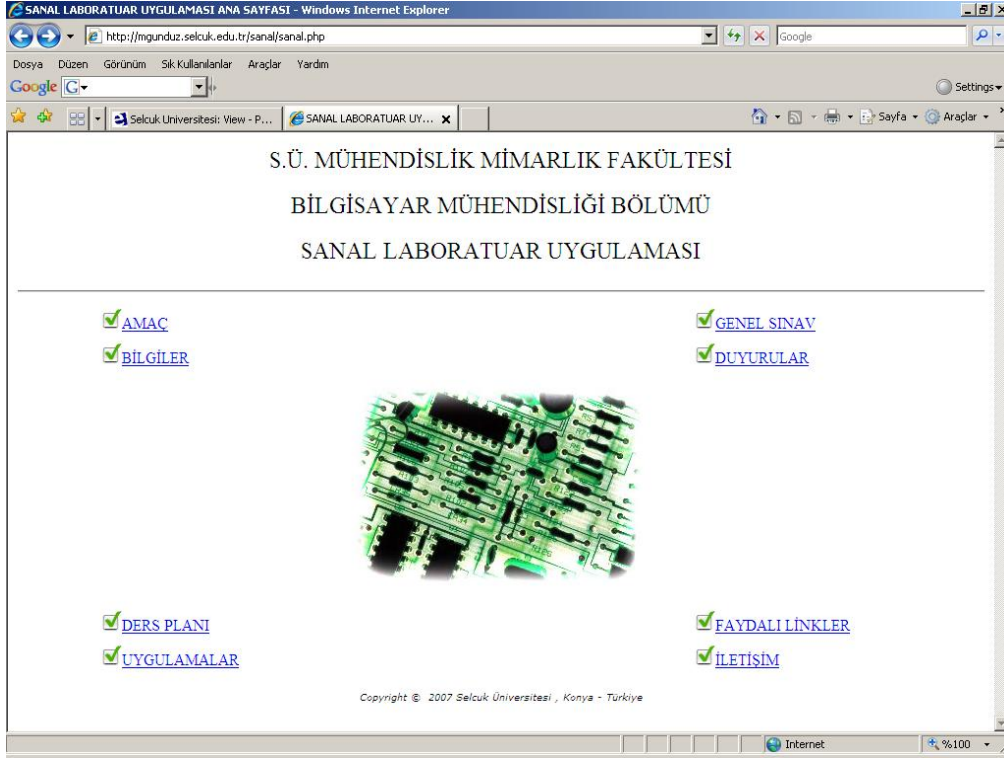 SANAL LABORATUAR UYGULAMASI ANA SAYFASI - Windows Internet Explorer
http://mgunduz.selcuk.edu.tr/sanal/sanal.php
Google
Dosya Düzen Görünüm Sık Kullanılanlar Araçlar Yardım
Google G Settings
Selcuk Universitesi: View - P... SANAL LABORATUAR UY... Sayfa Araçlar
S.Ü. MÜHENDİSLİK MİMARLIK FAKÜLTESİ
BİLGİSAYAR MÜHENDİSLİĞİ BÖLÜMÜ
SANAL LABORATUAR UYGULAMASI
AMAÇ GENEL SINAV
BİLGİLER DUYURULAR
DERS PLANI FAYDALI LİNKLER
UYGULAMALAR İLETİŞİM
Copyright © 2007 Selcuk Üniversitesi , Konya - Türkiye
Internet %100